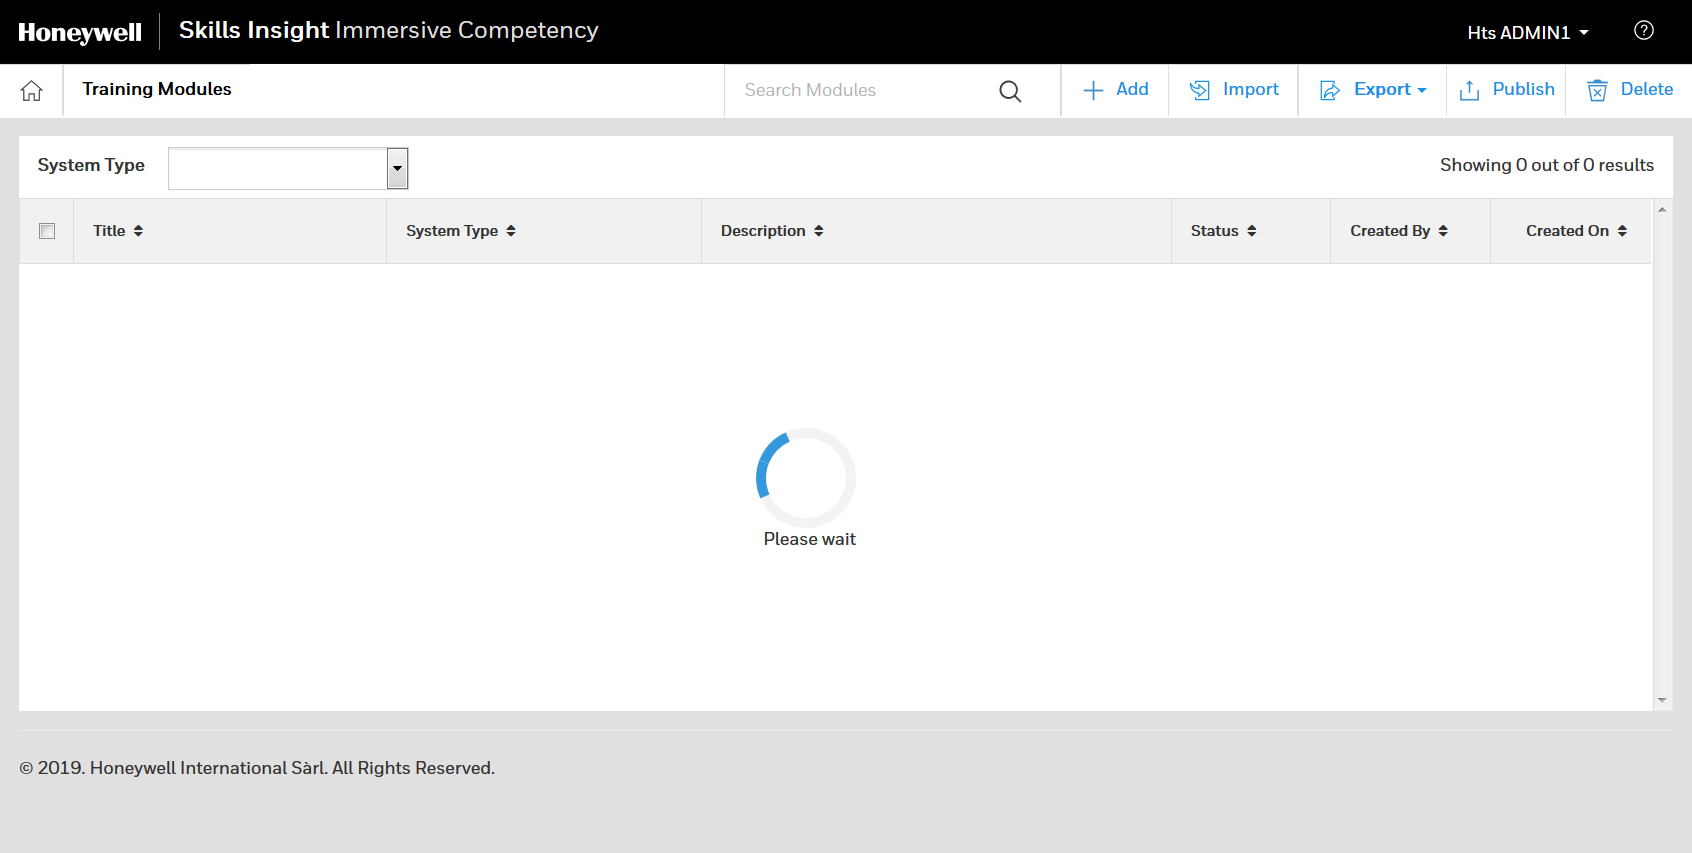 Honeywell Skills Insight Immersive Competency Hts ADMIN1
Training Modules Search Modules Add Import Export Publish Delete
System Type Showing 0 out of 0 results
Title System Type Description Status Created By Created On
Please wait
© 2019. Honeywell International Sàrl. All Rights Reserved.